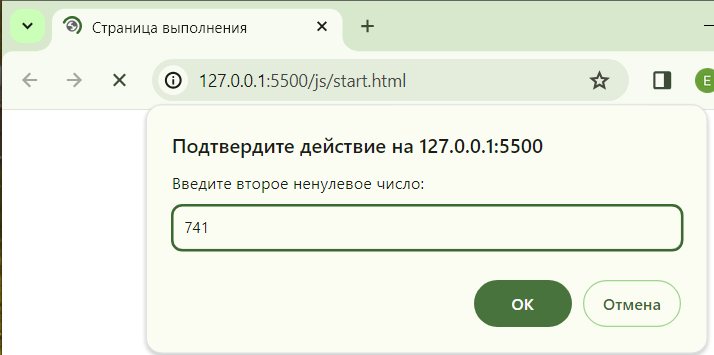 Страница выполнения
127.0.0.1:5500/js/start.html
E
Подтвердите действие на 127.0.0.1:5500
Введите второе ненулевое число:
741
ОК
Отмена